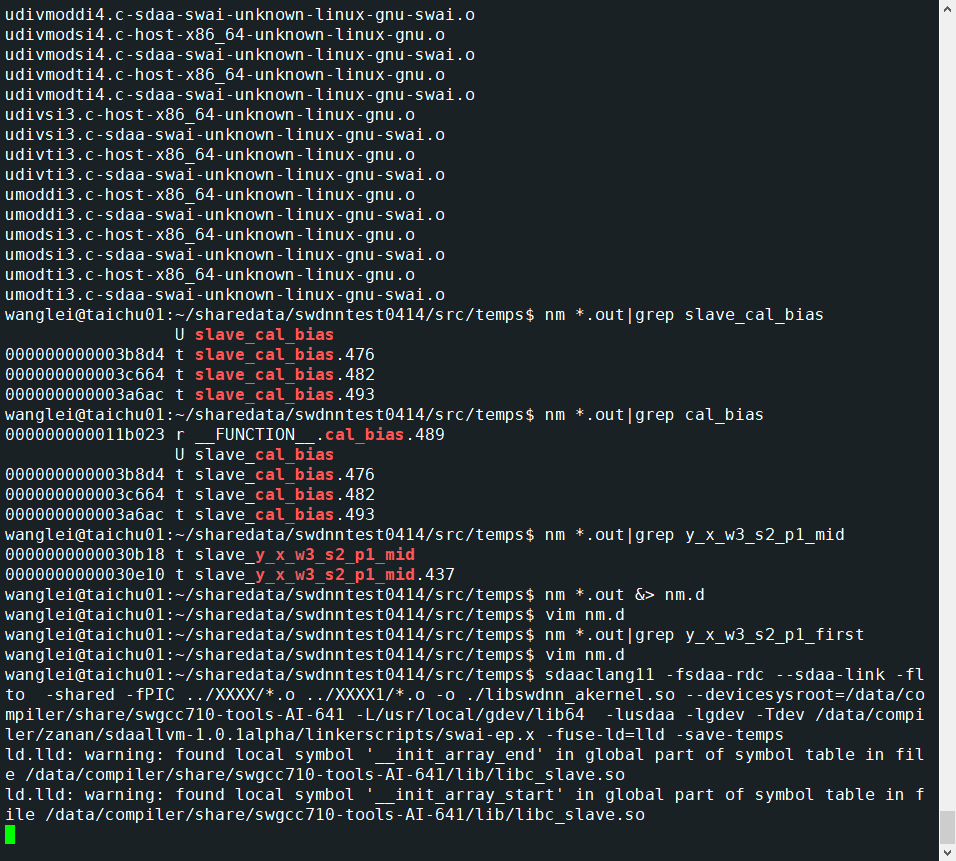 udivmoddi4.c-sdaa-swai-unknown-linux-gnu-swai.o
udivmodsi4.c-host-x86_64-unknown-linux-gnu.o
udivmodsi4.c-sdaa-swai-unknown-linux-gnu-swai.o
udivmodti4.c-host-x86_64-unknown-linux-gnu.o
udivmodti4.c-sdaa-swai-unknown-linux-gnu-swai.o
udivsi3.c-host-x86_64-unknown-linux-gnu.o
udivsi3.c-sdaa-swai-unknown-linux-gnu-swai.o
udivti3.c-host-x86_64-unknown-linux-gnu.o
udivti3.c-sdaa-swai-unknown-linux-gnu-swai.o
umoddi3.c-host-x86_64-unknown-linux-gnu.o
umoddi3.c-sdaa-swai-unknown-linux-gnu-swai.o
umodsi3.c-host-x86_64-unknown-linux-gnu.o
umodsi3.c-sdaa-swai-unknown-linux-gnu-swai.o
umodti3.c-host-x86_64-unknown-linux-gnu.o
umodti3.c-sdaa-swai-unknown-linux-gnu-swai.o
wanglei@taichu01:~/sharedata/swdnntest0414/src/temps$ nm *.out|grep slave_cal_bias
                 U slave_cal_bias
000000000003b8d4 t slave_cal_bias.476
000000000003c664 t slave_cal_bias.482
000000000003a6ac t slave_cal_bias.493
wanglei@taichu01:~/sharedata/swdnntest0414/src/temps$ nm *.out|grep cal_bias
000000000011b023 r __FUNCTION__.cal_bias.489
                 U slave_cal_bias
000000000003b8d4 t slave_cal_bias.476
000000000003c664 t slave_cal_bias.482
000000000003a6ac t slave_cal_bias.493
wanglei@taichu01:~/sharedata/swdnntest0414/src/temps$ nm *.out|grep y_x_w3_s2_p1_mid
0000000000030b18 t slave_y_x_w3_s2_p1_mid
0000000000030e10 t slave_y_x_w3_s2_p1_mid.437
wanglei@taichu01:~/sharedata/swdnntest0414/src/temps$ nm *.out &> nm.d
wanglei@taichu01:~/sharedata/swdnntest0414/src/temps$ vim nm.d
wanglei@taichu01:~/sharedata/swdnntest0414/src/temps$ nm *.out|grep y_x_w3_s2_p1_first
wanglei@taichu01:~/sharedata/swdnntest0414/src/temps$ vim nm.d
wanglei@taichu01:~/sharedata/swdnntest0414/src/temps$ sdaaclang11 -fsdaa-rdc --sdaa-link -fl
to  -shared -fPIC ../XXXX/*.o ../XXXX1/*.o -o ./libswdnn_akernel.so --devicesysroot=/data/co
mpiler/share/swgcc710-tools-AI-641 -L/usr/local/gdev/lib64  -lusdaa -lgdev -Tdev /data/compi
ler/zanan/sdaallvm-1.0.1alpha/linkerscripts/swai-ep.x -fuse-ld=lld -save-temps
ld.lld: warning: found local symbol '__init_array_end' in global part of symbol table in fil
e /data/compiler/share/swgcc710-tools-AI-641/lib/libc_slave.so
ld.lld: warning: found local symbol '__init_array_start' in global part of symbol table in f
ile /data/compiler/share/swgcc710-tools-AI-641/lib/libc_slave.so